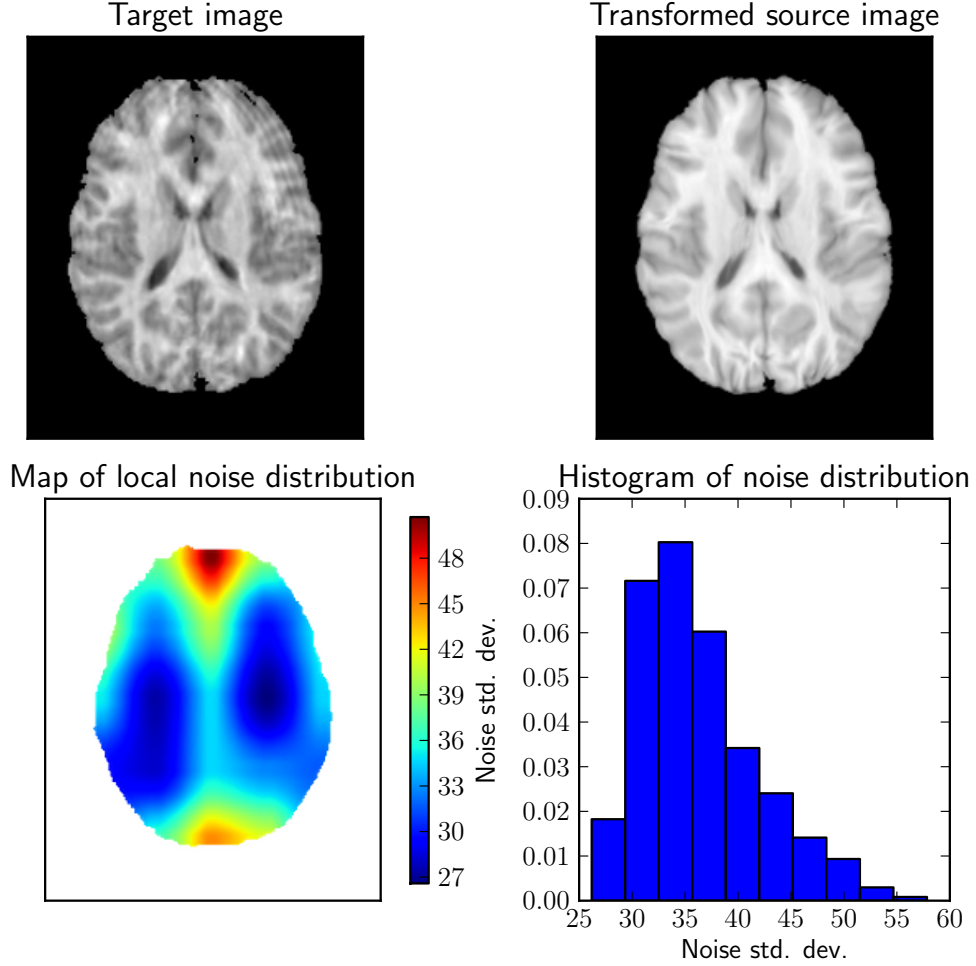 Target image
Transformed source image
Map of local noise distribution
48
45
42
39
36
33
30
27
Noise std. dev.
Histogram of noise distribution
0.09
0.08
0.07
0.06
0.05
0.04
0.03
0.02
0.01
0.00
25 30 35 40 45 50 55 60
Noise std. dev.